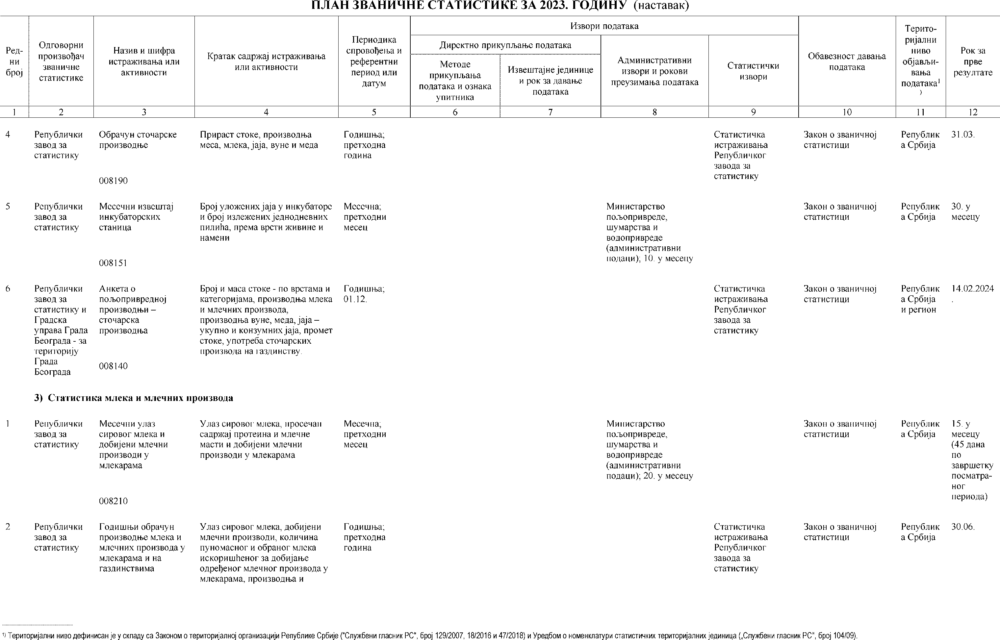 ПЛАН ЗВАНИЧНЕ СТАТИСТИКЕ ЗА 2023. ГОДИНУ (наставак)
Ред-
ни
број
Одговорни
произвођач
званичне
статистике
Назив и шифра
истраживања или
активности
Кратак садржај истраживања
или активности
Периодика
спровођења и
референтни
период или
датум
Извори података
Директно прикупљање података
Методе
прикупљања
података и ознака
упитника
Извештајне јединице
и рок за давање
података
Административни
извори и рокови
преузимања података
Статистички
извори
Обавезност давања
података
Терито-
ријални
ниво
објављи-
вања
података1
)
Рок за
прве
резултате
1 2 3 4 5 6 7 8 9 10 11 12
4
Републички
завод за
статистику
Обрачун сточарске
производње
008190
Прираст стоке, производња
меса, млека, јаја, вуне и меда
Годишња;
претходна
година
Статистичка
истраживања
Републичког
завода за
статистику
Закон о званичној
статистици
Републик
а Србија
31.03.
5
Републички
завод за
статистику
Месечни извештај
инкубаторских
станица
008151
Број уложених јаја у инкубаторе
и број излежених једнодневних
пилића, према врсти живине и
намени
Месечна;
претходни
месец
Министарство
пољопривреде,
шумарства и
водопривреде
(административни
подаци); 10. у месецу
Закон о званичној
статистици
Републик
а Србија
30. у
месецу
6
Републички
завод за
статистику и
Градска
управа Града
Београда - за
територију
Града
Београда
Анкета о
пољопривредној
производњи –
сточарска
производња
008140
Број и маса стоке - по врстама и
категоријама, производња млека
и млечних производа,
производња вуне, меда, јаја –
укупно и конзумних јаја, промет
стоке, употреба сточарских
производа на газдинству.
Годишња;
01.12.
Статистичка
истраживања
Републичког
завода за
статистику
Закон о званичној
статистици
Републик
а Србија
и регион
14.02.2024
.
3) Статистика млека и млечних производа
1
Републички
завод за
статистику
Месечни улаз
сировог млека и
добијени млечни
производи у
млекарама
008210
Улаз сировог млека, просечан
садржај протеина и млечне
масти и добијени млечни
производи у млекарама
Месечна;
претходни
месец
Министарство
пољопривреде,
шумарства и
водопривреде
(административни
подаци); 20. у месецу
Закон о званичној
статистици
Републик
а Србија
15. у
месецу
(45 дана
по
завршетку
посматра-
ног
периода)
2
Републички
завод за
статистику
Годишњи обрачун
производње млека и
млечних производа у
млекарама и на
газдинствима
Улаз сировог млека, добијени
млечни производи, количина
пуномасног и обраног млека
искоришћеног за добијање
одређеног млечног производа у
млекарама, производња и
Годишња;
претходна
година
Статистичка
истраживања
Републичког
завода за
статистику
Закон о званичној
статистици
Републик
а Србија
30.06.
1) Територијални ниво дефинисан је у складу са Законом о територијалној организацији Републике Србије ("Службени гласник РС", број 129/2007, 18/2016 и 47/2018) и Уредбом о номенклатури статистичких територијалних јединица („Службени гласник РС", број 104/09).